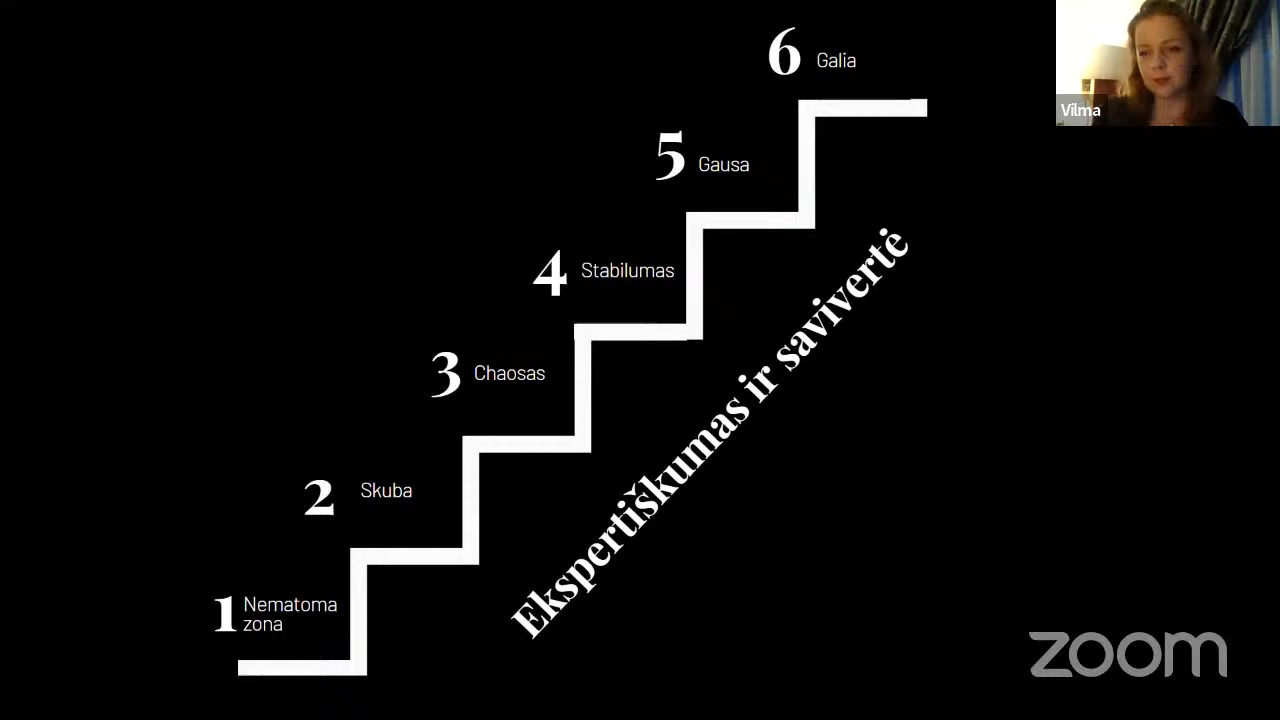 6 Galia
Vilma
5 Gausa
4 Stabilumas
3 Chaosas
2 Skuba
1 Nematoma
zona
Ekspertiškumas ir savivertė
zoom